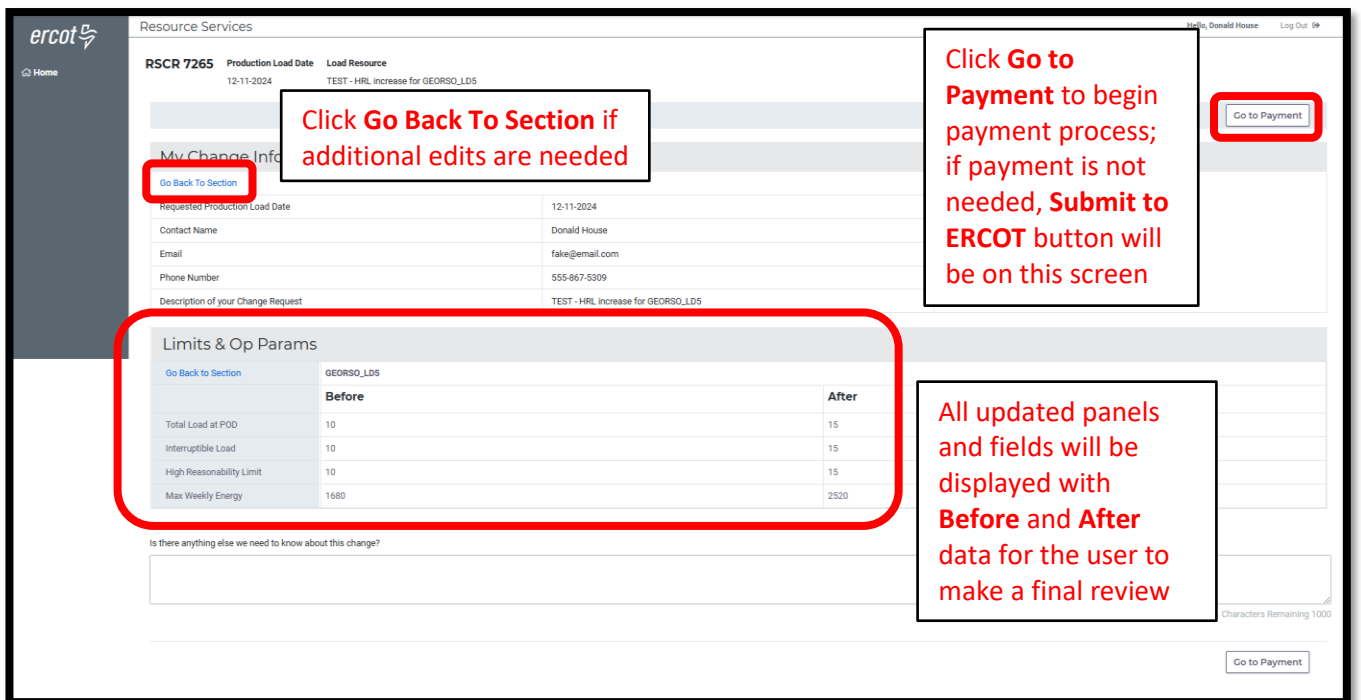 ercot
Resource Services
Hello, Donald House
Log Out
Home
RSCR 7265
Production Load Date
Load Resource
12-11-2024
TEST - HRL increase for GEORSO_LD5
Click Go Back To Section if
additional edits are needed
Click Go to
Payment to begin
payment process;
if payment is not
needed, Submit to
ERCOT button will
be on this screen
Go to Payment
My Change Info
Go Back To Section
Requested Production Load Date
12-11-2024
Contact Name
Donald House
Email
fake@email.com
Phone Number
555-867-5309
Description of your Change Request
TEST - HRL increase for GEORSO_LD5
Limits & Op Params
Go Back to Section
GEORSO_LD5
Before
After
Total Load at POD
10
15
Interruptible Load
10
15
High Reasonability Limit
10
15
Max Weekly Energy
1680
2520
All updated panels
and fields will be
displayed with
Before and After
data for the user to
make a final review
Is there anything else we need to know about this change?
Characters Remaining 1000
Go to Payment